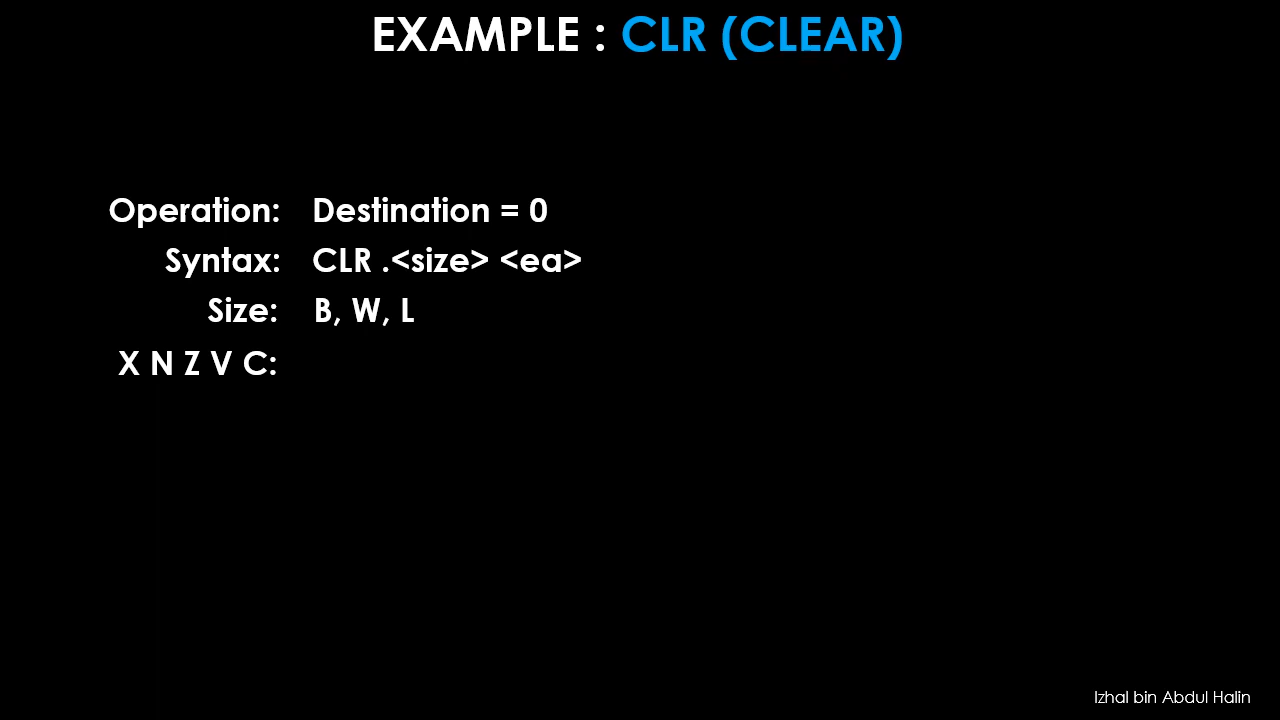 EXAMPLE : CLR (CLEAR)
Operation: Destination = 0
Syntax: CLR .<size> <ea>
Size: B, W, L
X N Z V C:
Izhal bin Abdul Halin